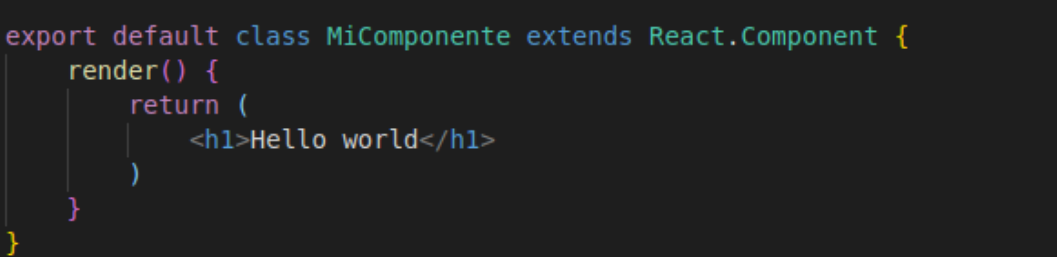 export default class MiComponente extends React.Component {
    render() {
        return (
            <h1>Hello world</h1>
        )
    }
}